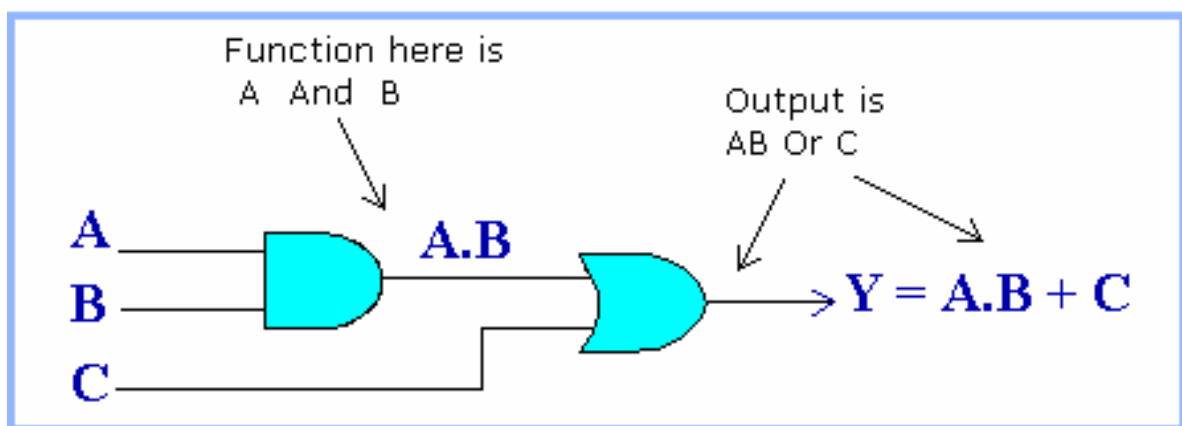 Function here is
A And B
Output is
AB Or C
A
A.B
B
Y = A.B + C
C